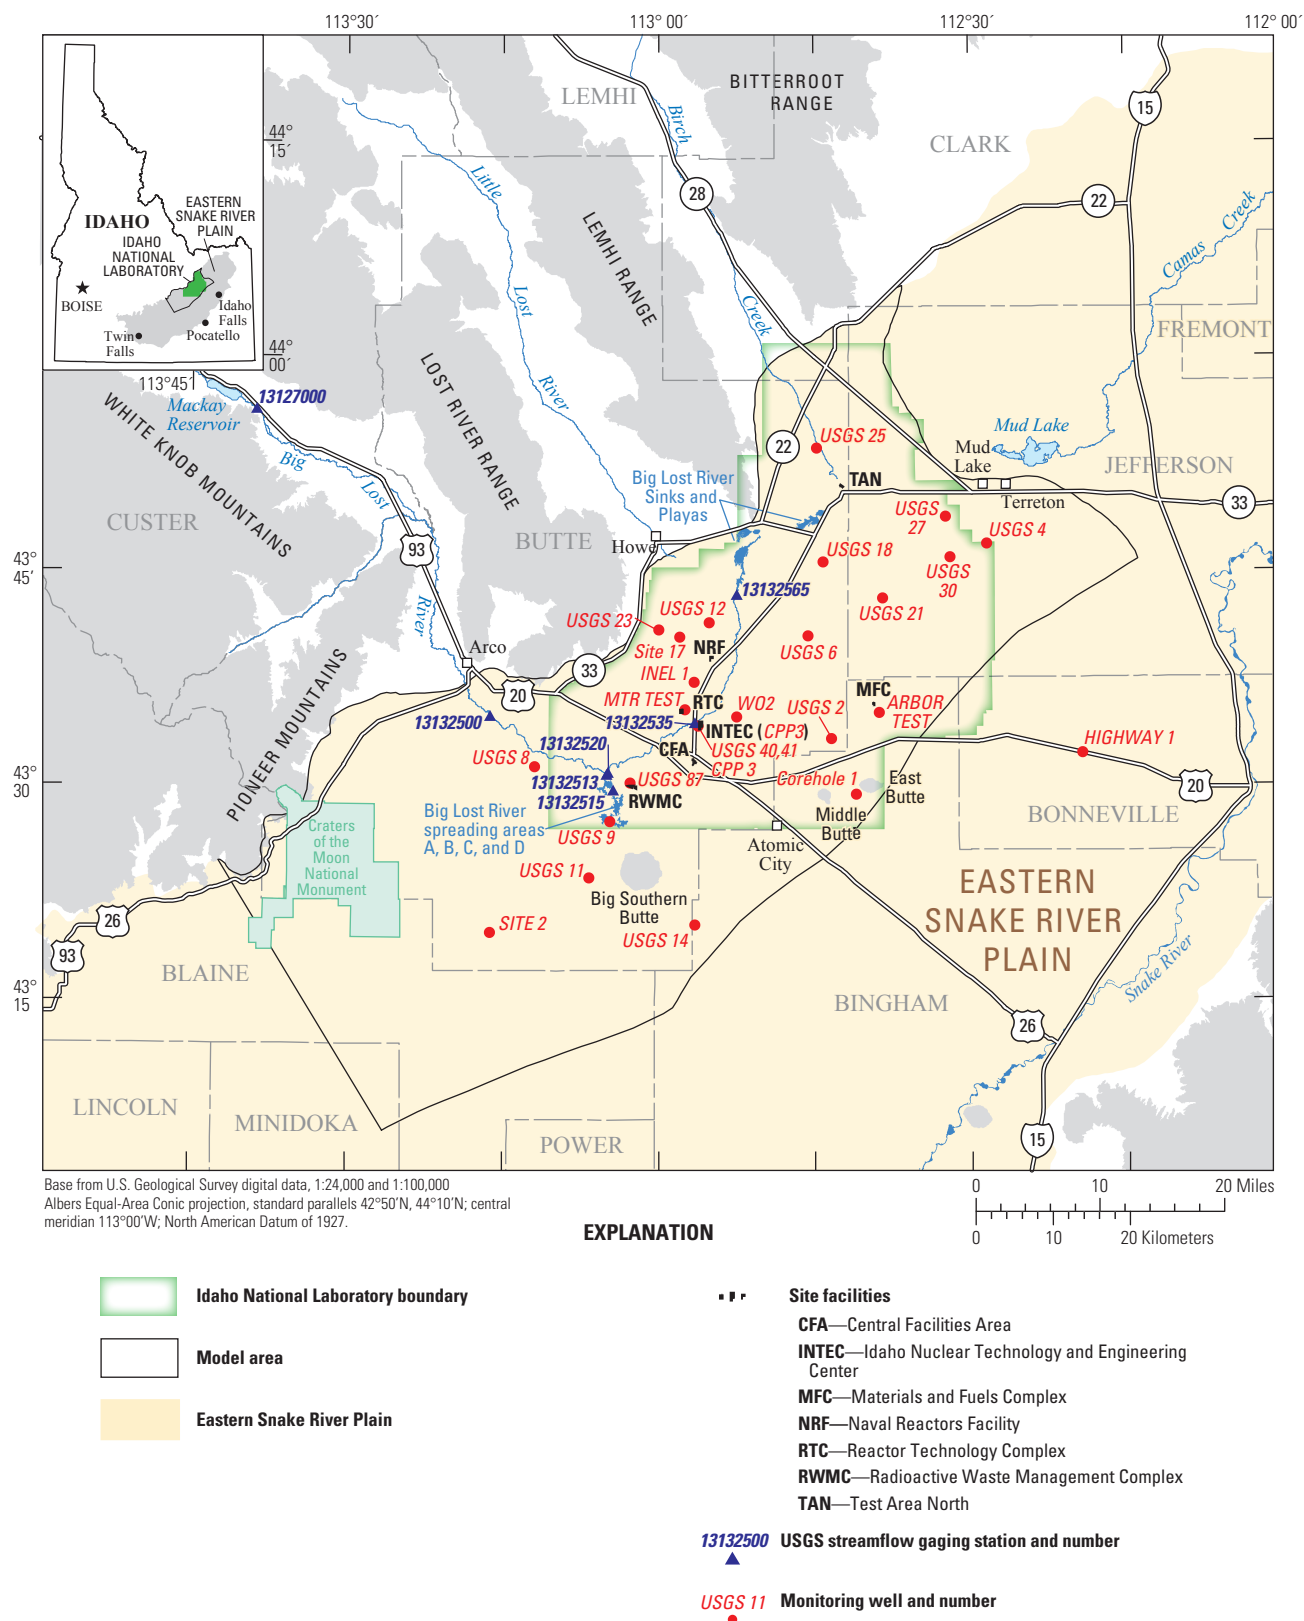 113°30´
113°00´
112°30´
112°00´
44°
15´
44°
00´
113°45´
43°
45´
43°
30
43°
15
IDAHO
EASTERN
SNAKE RIVER
PLAIN
IDAHO
NATIONAL
LABORATORY
BOISE
Idaho
Falls
Pocatello
Twin
Falls
LEMHI
BITTERROOT
RANGE
CLARK
15
Birch
28
22
Little
Lost
River
LEMHI RANGE
Camas Creek
Creek
FREMONT
LOST RIVER RANGE
13127000
Mackay
Reservoir
WHITE KNOB MOUNTAINS
Big
Lost
River
CUSTER
93
BUTTE
Howe
Big Lost River
Sinks and
Playas
22
USGS 25
TAN
Mud Lake
Mud
Lake
JEFFERSON
Terreton
33
USGS
27
USGS 4
USGS 18
USGS
30
13132565
USGS 21
USGS 12
USGS 23
Site 17
NRF
USGS 6
INEL 1
Arco
33
20
PIONEER MOUNTAINS
MTR TEST
RTC
WO2
USGS 2
MFC
ARBOR
TEST
13132500
13132535
INTEC (CPP3)
USGS 40,41
CPP 3
CFA
HIGHWAY 1
13132520
USGS 8
13132513
USGS 87
RWMC
13132515
Corehole 1
East
Butte
20
Middle
Butte
BONNEVILLE
Big Lost River
spreading areas
A, B, C, and D
USGS 9
Atomic
City
Craters
of the
Moon
National
Monument
USGS 11
Big Southern
Butte
EASTERN
SNAKE RIVER
PLAIN
SITE 2
USGS 14
26
93
BLAINE
BINGHAM
Snake River
26
LINCOLN
MINIDOKA
POWER
15
Base from U.S. Geological Survey digital data, 1:24,000 and 1:100,000
Albers Equal-Area Conic projection, standard parallels 42°50’N, 44°10’N; central
meridian 113°00’W; North American Datum of 1927.
0 10 20 Miles
0 10 20 Kilometers
EXPLANATION
Idaho National Laboratory boundary
Model area
Eastern Snake River Plain
Site facilities
CFA—Central Facilities Area
INTEC—Idaho Nuclear Technology and Engineering
Center
MFC—Materials and Fuels Complex
NRF—Naval Reactors Facility
RTC—Reactor Technology Complex
RWMC—Radioactive Waste Management Complex
TAN—Test Area North
13132500 USGS streamflow gaging station and number
USGS 11 Monitoring well and number